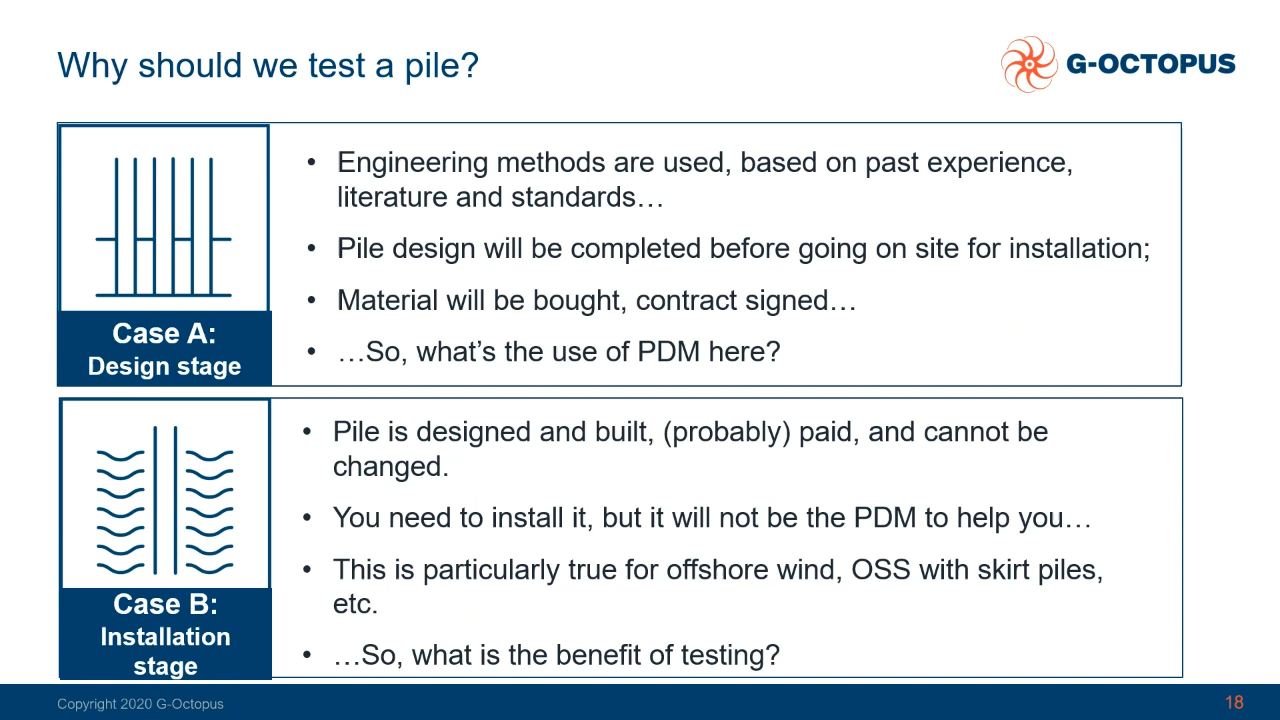 Why should we test a pile?
G-OCTOPUS
• Engineering methods are used, based on past experience,
literature and standards…
• Pile design will be completed before going on site for installation;
• Material will be bought, contract signed…
• …So, what’s the use of PDM here?
Case A:
Design stage
• Pile is designed and built, (probably) paid, and cannot be
changed.
• You need to install it, but it will not be the PDM to help you…
• This is particularly true for offshore wind, OSS with skirt piles,
etc.
• …So, what is the benefit of testing?
Case B:
Installation
stage
Copyright 2020 G-Octopus
18